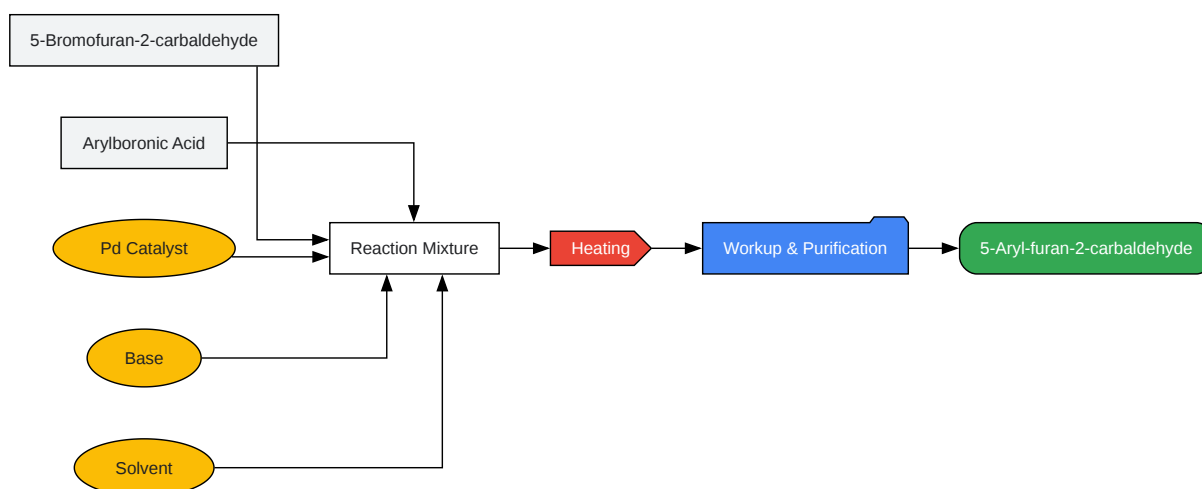 5-Bromofuran-2-carbaldehyde
Arylboronic Acid
Pd Catalyst
Base
Solvent
Reaction Mixture
Heating
Workup & Purification
5-Aryl-furan-2-carbaldehyde